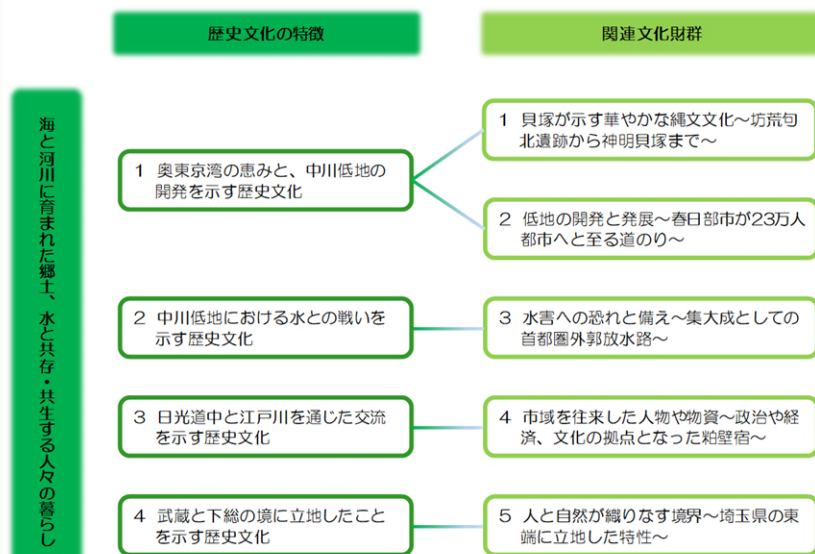 歴史文化の特徴
関連文化財群
海と河川に育まれた郷土、水と共存・共生する人々の暮らし
1 奥東京湾の恵みと、中川低地の
開発を示す歴史文化
1 貝塚が示す華やかな縄文文化~坊荒句
北遺跡から神明貝塚まで~
2 低地の開発と発展~春日部市が23万人
都市へと至る道のり~
2 中川低地における水との戦いを
示す歴史文化
3 水害への恐れと備え~集大成としての
首都圏外郭放水路~
3 日光道中と江戸川を通じた交流
を示す歴史文化
4 市域を往来した人物や物資~政治や経
済、文化の拠点となった粕壁宿~
4 武蔵と下総の境に立地したこと
を示す歴史文化
5 人と自然が織りなす境界~埼玉県の東
端に立地した特性~